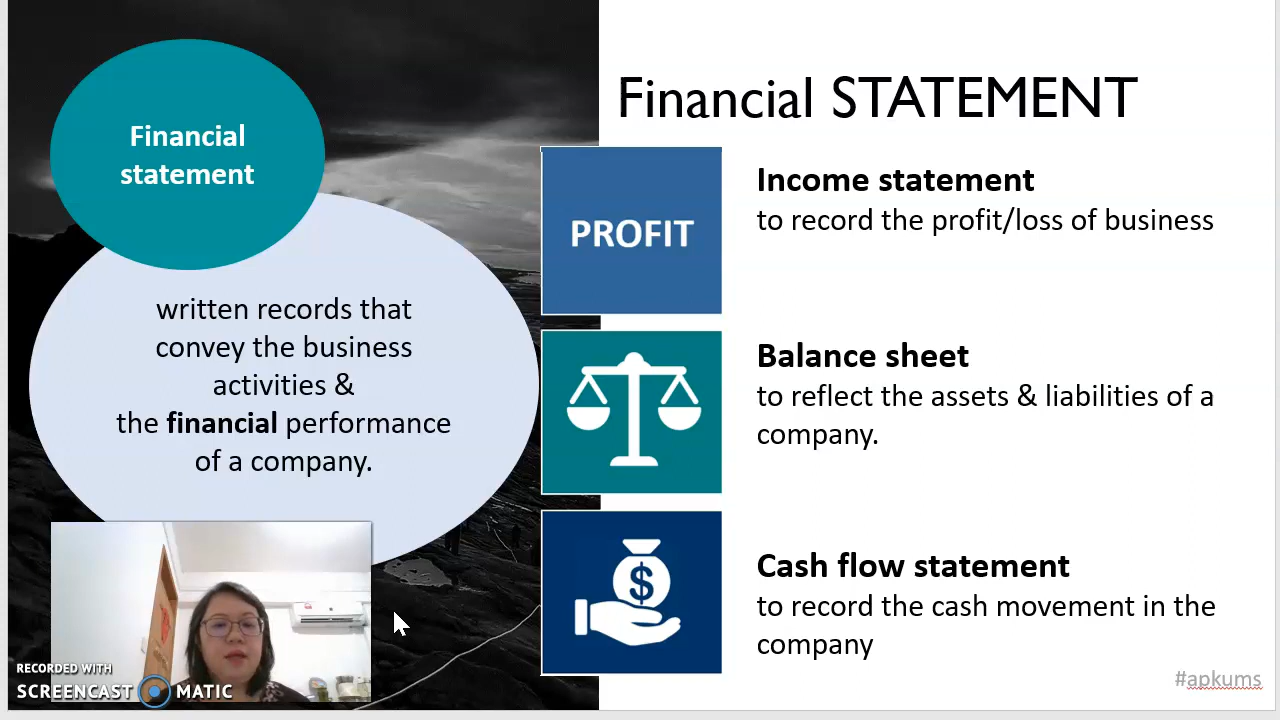 Financial STATEMENT
Financial
statement
written records that
convey the business
activities &
the financial performance
of a company.
PROFIT
Income statement
to record the profit/loss of business
Balance sheet
to reflect the assets & liabilities of a
company.
$
Cash flow statement
to record the cash movement in the
company
RECORDED WITH
SCREENCAST MATIC
#apkums